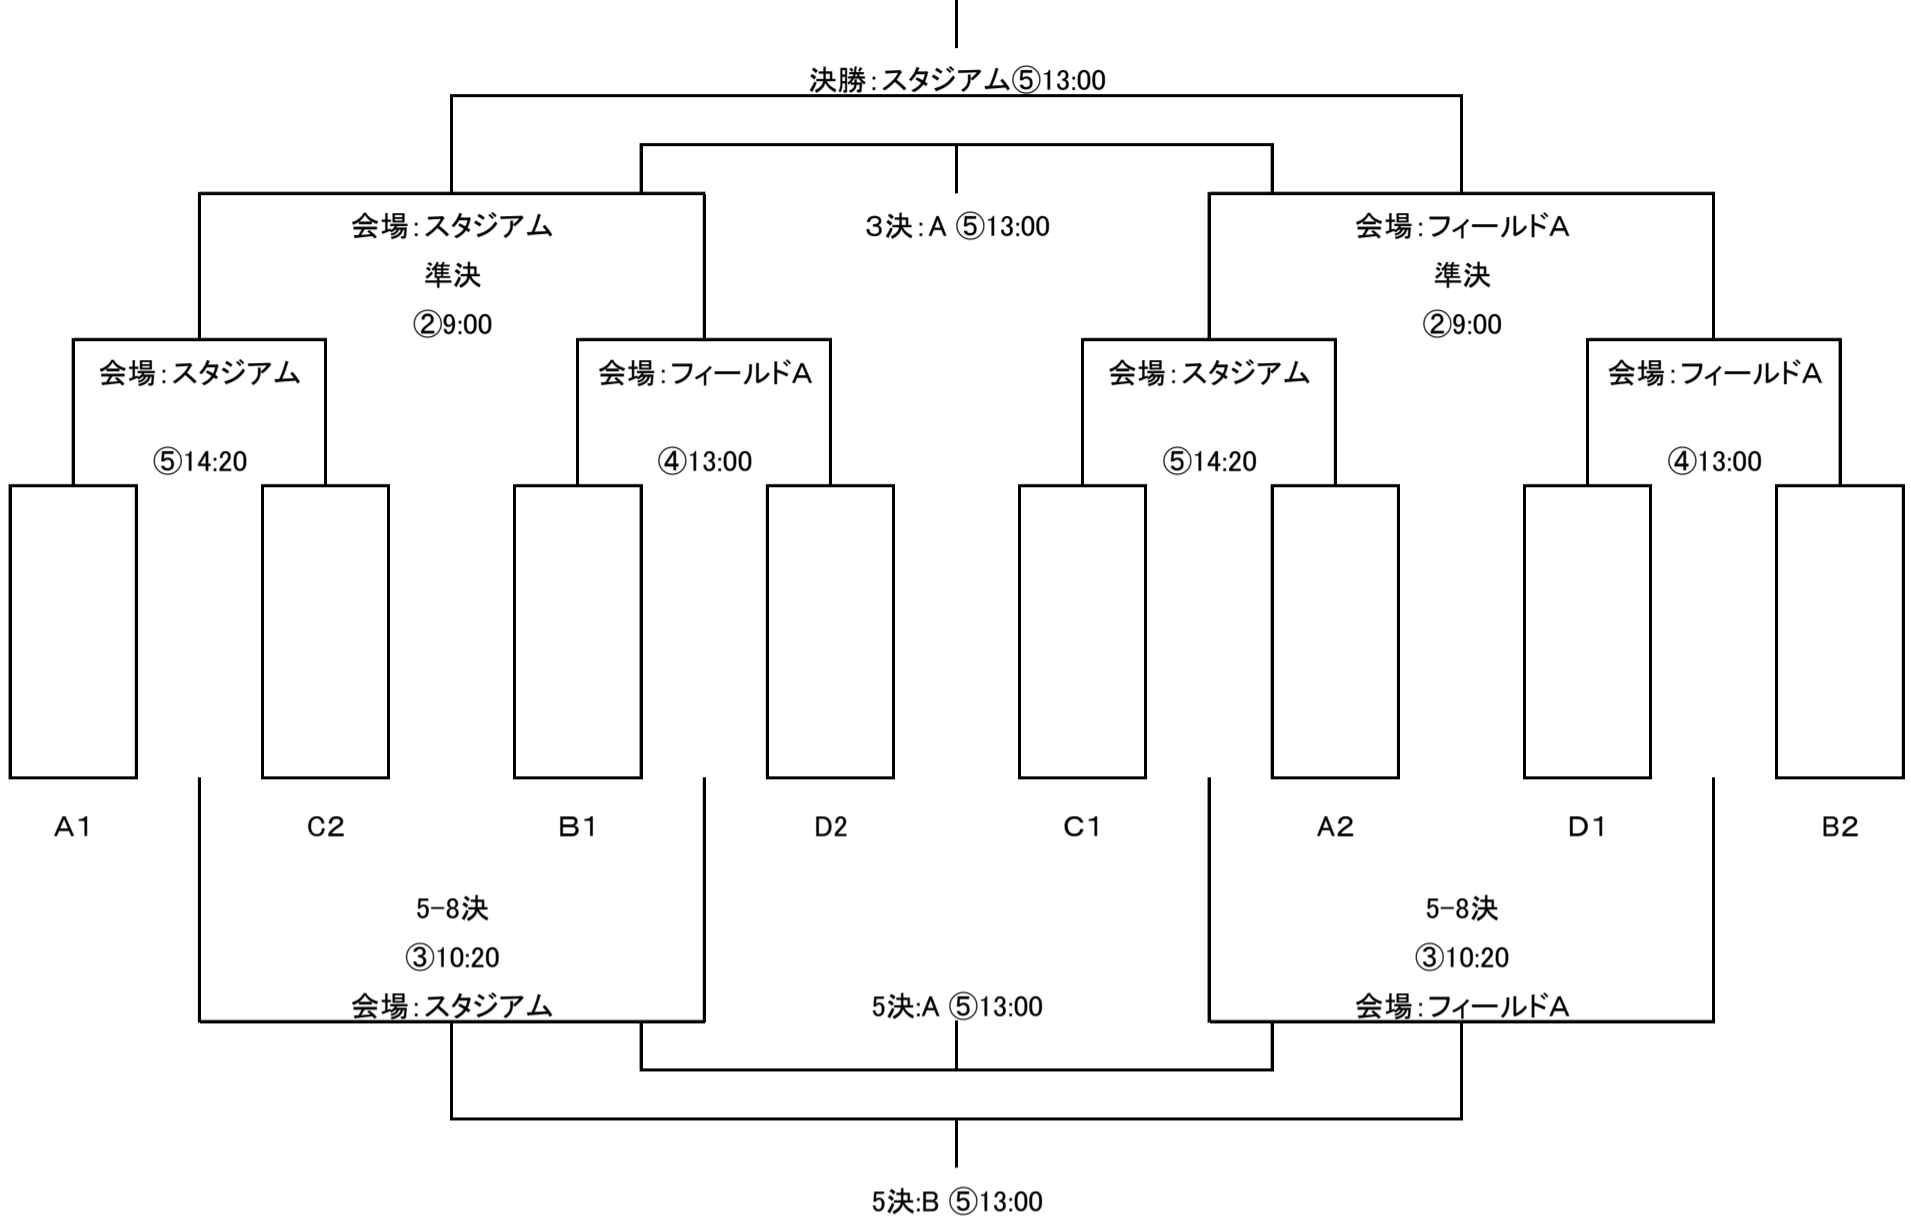 決勝：スタジアム⑤13:00
会場：スタジアム
準決
②9:00
３決：A ⑤13:00
会場：フィールドA
準決
②9:00
会場：スタジアム
⑤14:20
会場：フィールドA
④13:00
会場：スタジアム
⑤14:20
会場：フィールドA
④13:00
A1
C2
B1
D2
C1
A2
D1
B2
5-8決
③10:20
会場：スタジアム
5決:A ⑤13:00
5-8決
③10:20
会場：フィールドA
5決:B ⑤13:00